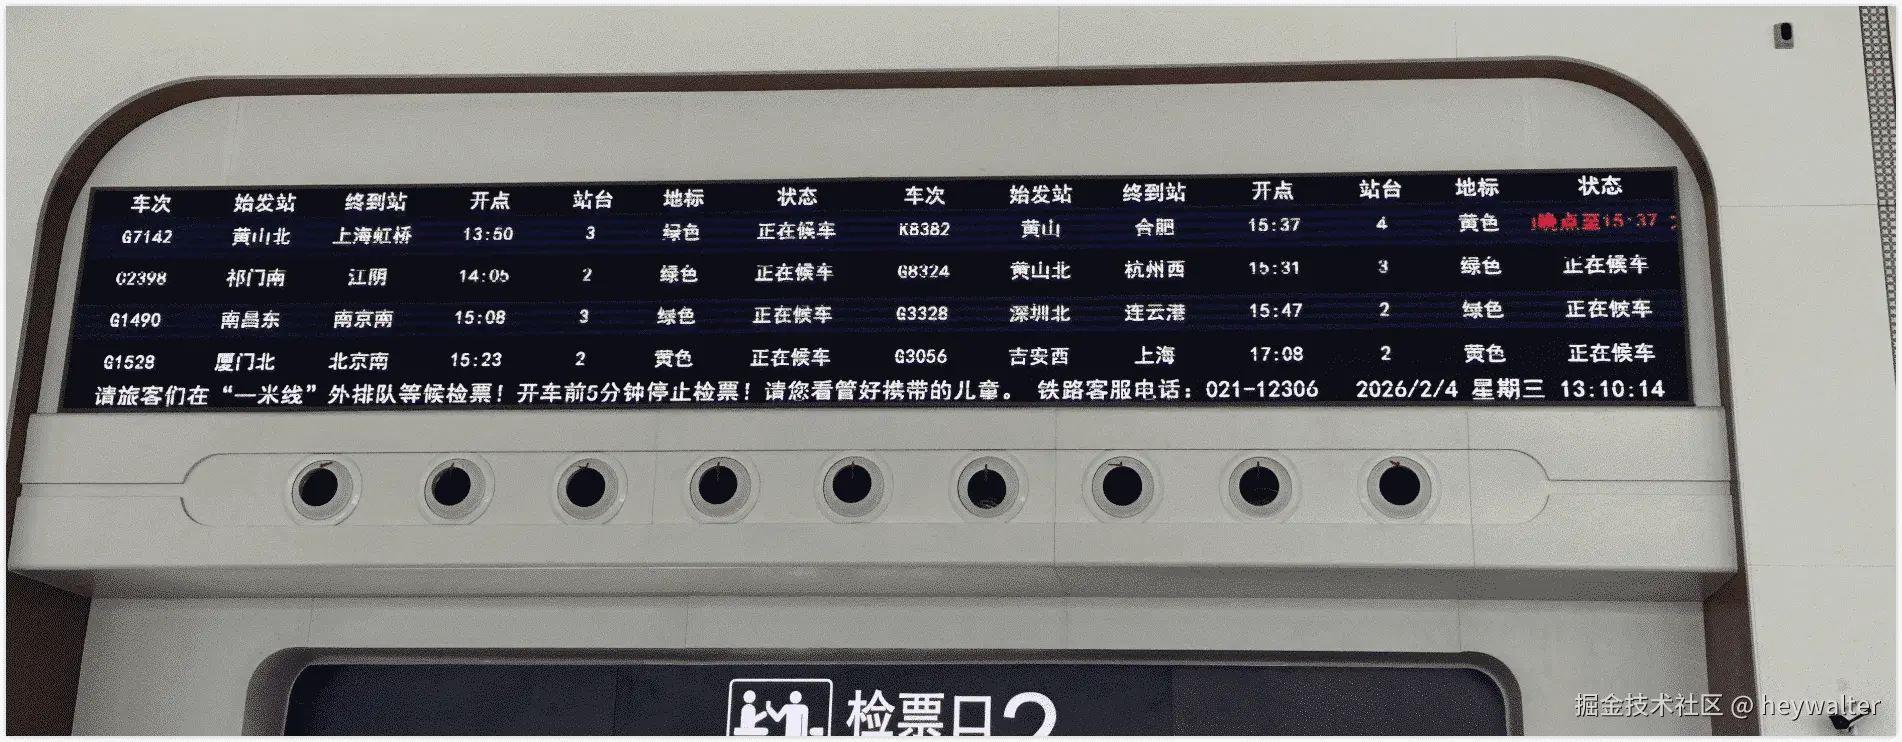 车次 始发站 终到站 开点 站台 地标 状态 车次 始发站 终到站 开点 站台 地标 状态
G7142 黄山北 上海虹桥 13:50 3 绿色 正在候车 K8382 黄山 合肥 15:37 4 黄色 晚点至15:37
G2398 祁门南 江阴 14:05 2 绿色 正在候车 G8324 黄山北 杭州西 15:31 3 绿色 正在候车
G1490 南昌东 南京南 15:08 3 绿色 正在候车 G3328 深圳北 连云港 15:47 2 绿色 正在候车
G1528 厦门北 北京南 15:23 2 黄色 正在候车 G3056 吉安西 上海 17:08 2 黄色 正在候车
请旅客们在“一米线”外排队等候检票！开车前5分钟停止检票！请您看管好携带的儿童。 铁路客服电话：021-12306 2026/2/4 星期三 13:10:14
检票口2
掘金技术社区 @ heywalter